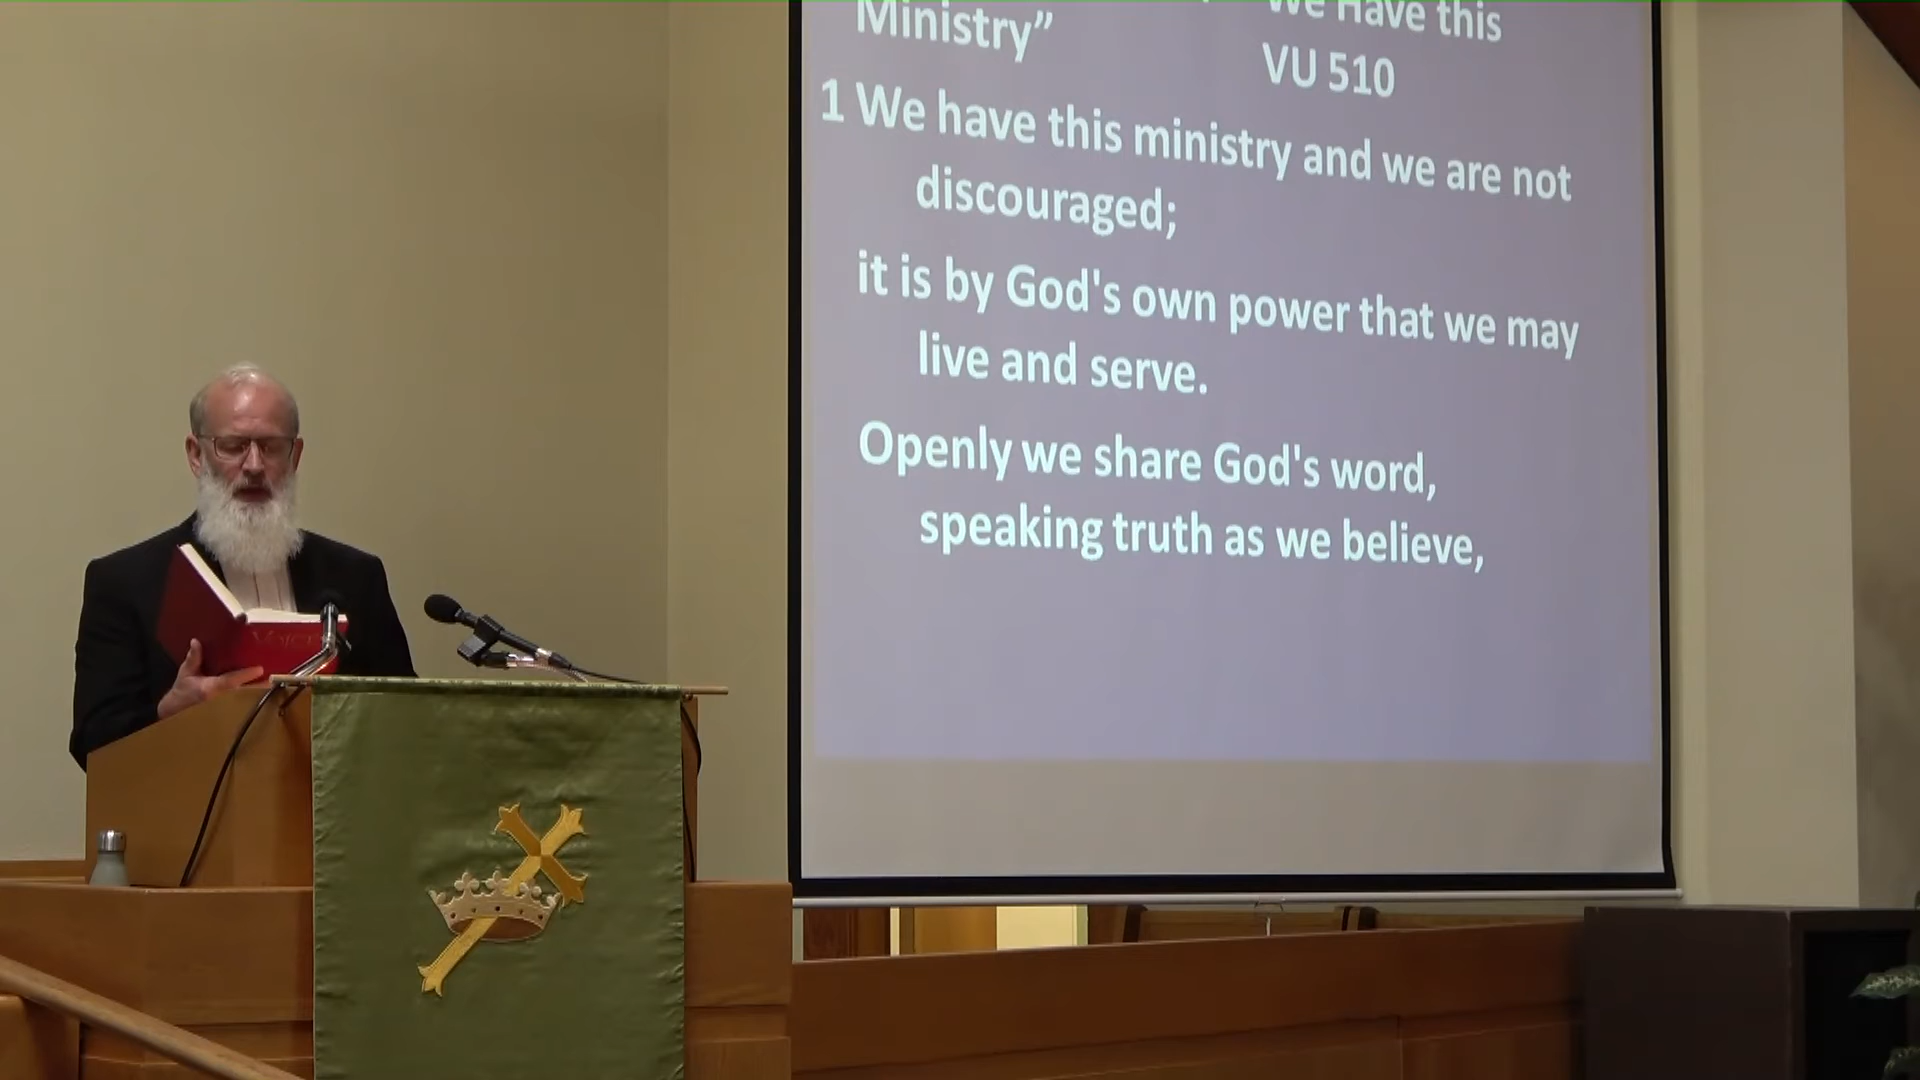 We Have this
Ministry”
VU 510
1 We have this ministry and we are not
discouraged;
it is by God's own power that we may
live and serve.
Openly we share God's word,
speaking truth as we believe,
Voices